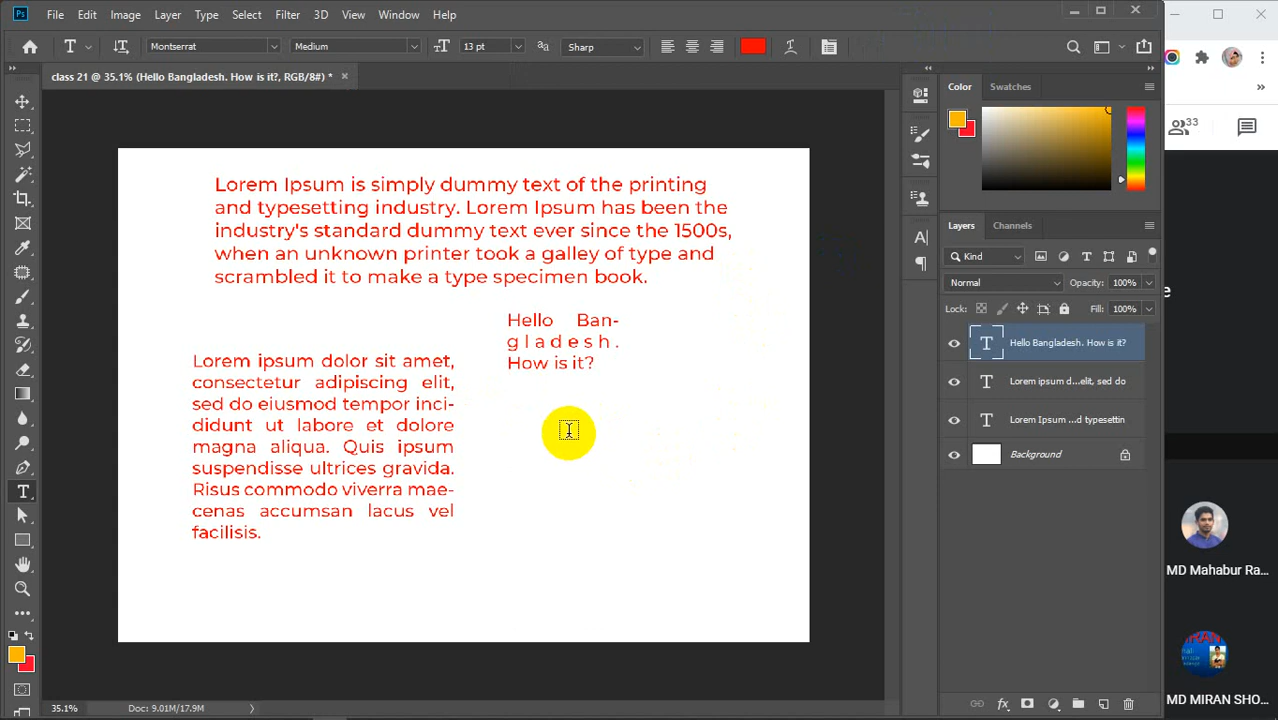 File Edit Image Layer Type Select Filter 3D View Window Help
Montserrat Medium 13 pt Sharp
class 21 @ 35.1% (Hello Bangladesh. How is it?, RGB/8#) *
Color Swatches
33
Lorem Ipsum is simply dummy text of the printing
and typesetting industry. Lorem Ipsum has been the
industry's standard dummy text ever since the 1500s,
when an unknown printer took a galley of type and
scrambled it to make a type specimen book.
Hello Ban-
gladesh.
How is it?
Lorem ipsum dolor sit amet,
consectetur adipiscing elit,
sed do eiusmod tempor inci-
didunt ut labore et dolore
magna aliqua. Quis ipsum
suspendisse ultrices gravida.
Risus commodo viverra mae-
cenas accumsan lacus vel
facilisis.
Layers Channels
Kind
Normal Opacity: 100%
Lock: Fill: 100%
Hello Bangladesh. How is it?
Lorem ipsum d...elit, sed do
Lorem Ipsum ...d typesettin
Background
e
MD Mahabur Ra...
MD MIRAN SHO...
35.1% Doc: 9.01M/17.9M